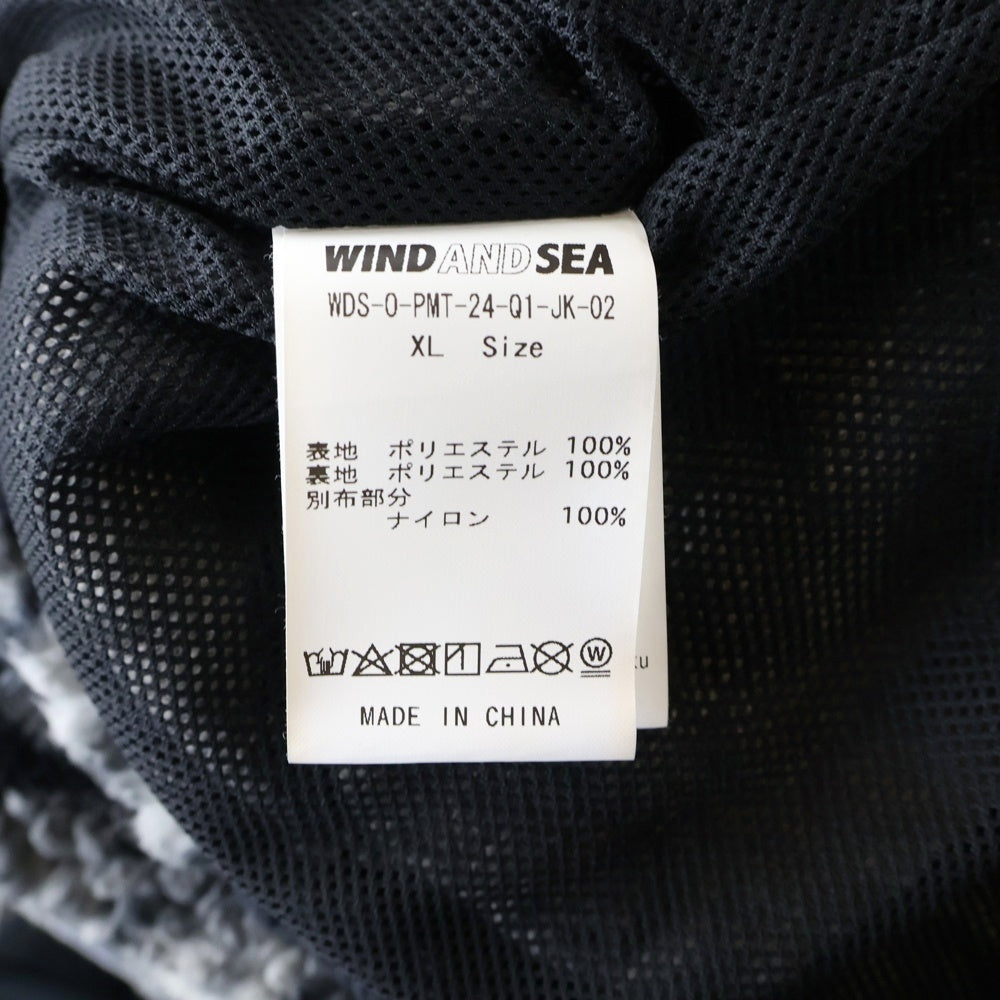 WIND AND SEA
WDS-O-PMT-24-Q1-JK-02
XL Size
表地 ポリエステル 100%
裏地 ポリエステル 100%
別布部分
ナイロン 100%
W
MADE IN CHINA